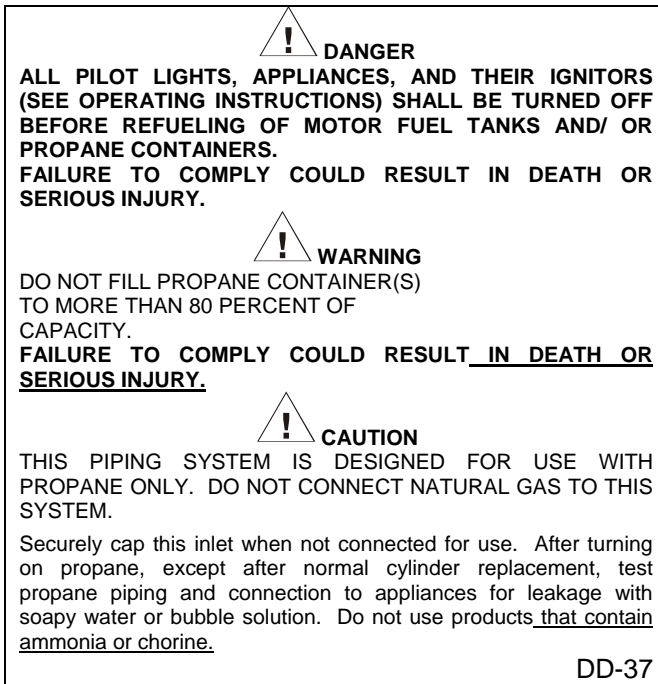 ! DANGER
ALL PILOT LIGHTS, APPLIANCES, AND THEIR IGNITORS
(SEE OPERATING INSTRUCTIONS) SHALL BE TURNED OFF
BEFORE REFUELING OF MOTOR FUEL TANKS AND/ OR
PROPANE CONTAINERS.
FAILURE TO COMPLY COULD RESULT IN DEATH OR
SERIOUS INJURY.
! WARNING
DO NOT FILL PROPANE CONTAINER(S)
TO MORE THAN 80 PERCENT OF
CAPACITY.
FAILURE TO COMPLY COULD RESULT IN DEATH OR
SERIOUS INJURY.
! CAUTION
THIS PIPING SYSTEM IS DESIGNED FOR USE WITH
PROPANE ONLY. DO NOT CONNECT NATURAL GAS TO THIS
SYSTEM.
Securely cap this inlet when not connected for use. After turning
on propane, except after normal cylinder replacement, test
propane piping and connection to appliances for leakage with
soapy water or bubble solution. Do not use products that contain
ammonia or chorine.
DD-37